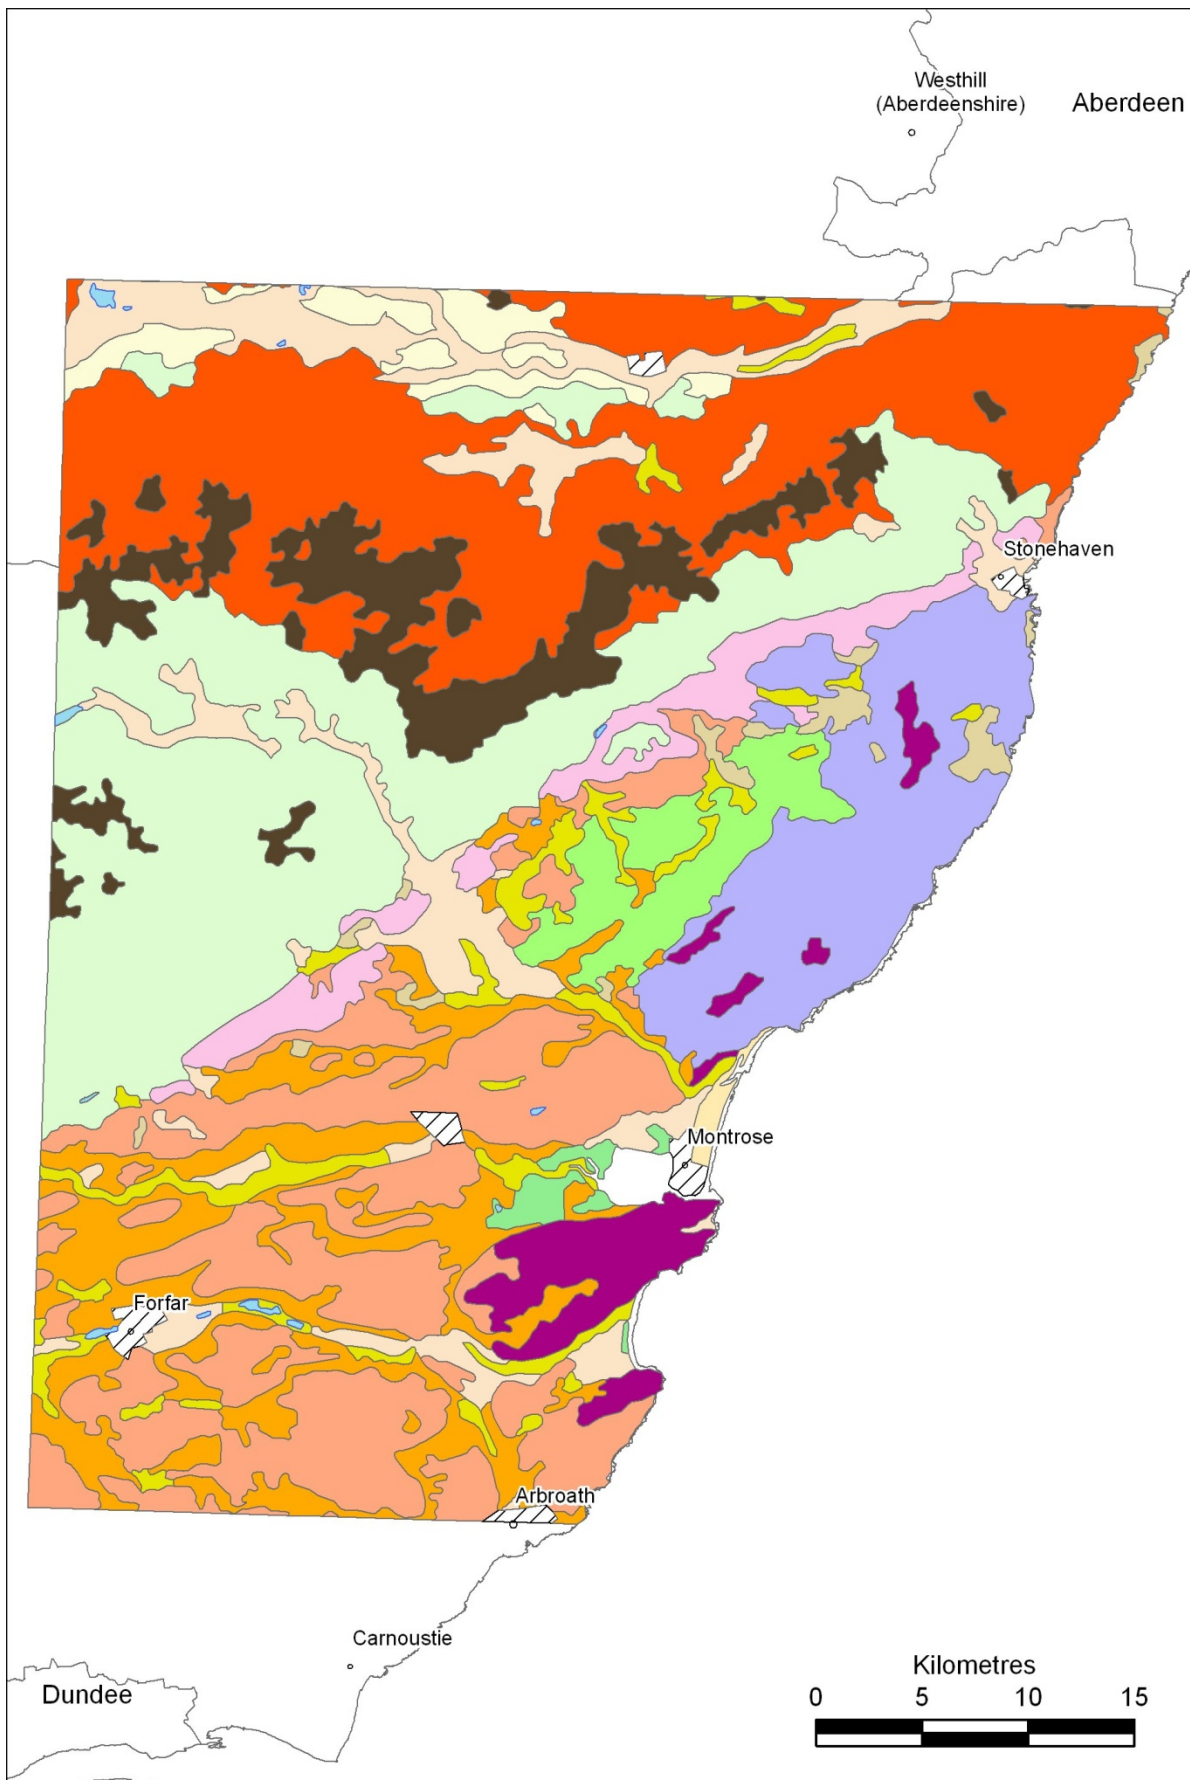 Westhill
(Aberdeenshire)
Aberdeen
Stonehaven
Montrose
Forfar
Arbroath
Carnoustie
Dundee
Kilometres
0 5 10 15